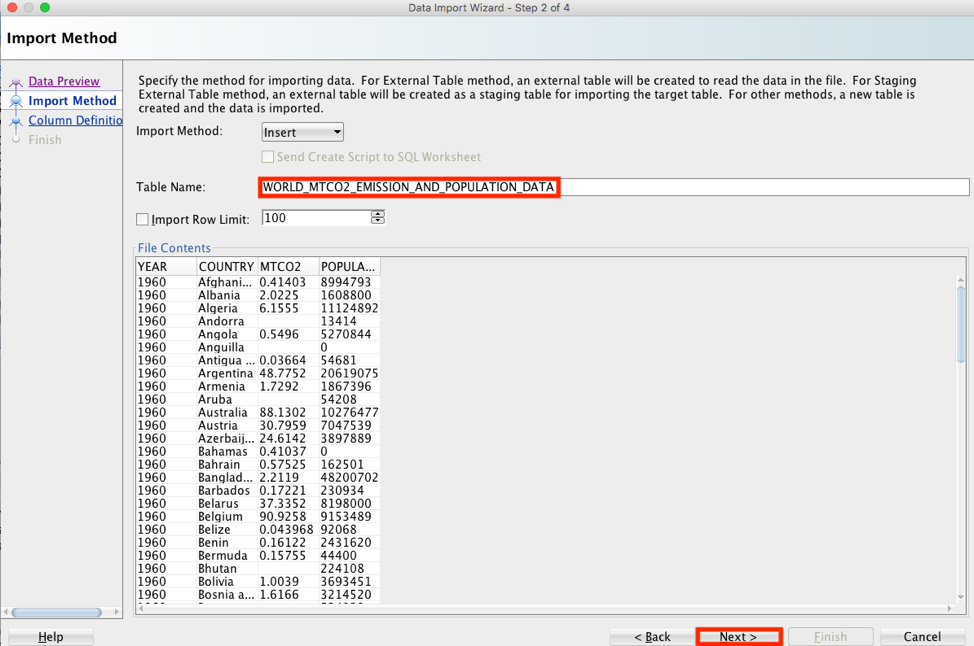 Data Import Wizard - Step 2 of 4
Import Method
Data Preview
Import Method
Column Definitio
Finish
Specify the method for importing data. For External Table method, an external table will be created to read the data in the file. For Staging
External Table method, an external table will be created as a staging table for importing the target table. For other methods, a new table is
created and the data is imported.
Import Method: Insert
Send Create Script to SQL Worksheet
Table Name: WORLD_MTCO2_EMISSION_AND_POPULATION_DATA
Import Row Limit: 100
File Contents
YEAR COUNTRY MTCO2 POPULA...
1960 Afghani... 0.41403 8994793
1960 Albania 2.0225 1608800
1960 Algeria 6.1555 11124892
1960 Andorra 13414
1960 Angola 0.5496 5270844
1960 Anguilla 0
1960 Antigua ... 0.03664 54681
1960 Argentina 48.7752 20619075
1960 Armenia 1.7292 1867396
1960 Aruba 54208
1960 Australia 88.1302 10276477
1960 Austria 30.7959 7047539
1960 Azerbaij... 24.6142 3897889
1960 Bahamas 0.41037 0
1960 Bahrain 0.57525 162501
1960 Banglad... 2.2119 48200702
1960 Barbados 0.17221 230934
1960 Belarus 37.3352 8198000
1960 Belgium 90.9258 9153489
1960 Belize 0.043968 92068
1960 Benin 0.16122 2431620
1960 Bermuda 0.15755 44400
1960 Bhutan 224108
1960 Bolivia 1.0039 3693451
1960 Bosnia a... 1.6166 3214520
Help
< Back
Next >
Finish
Cancel